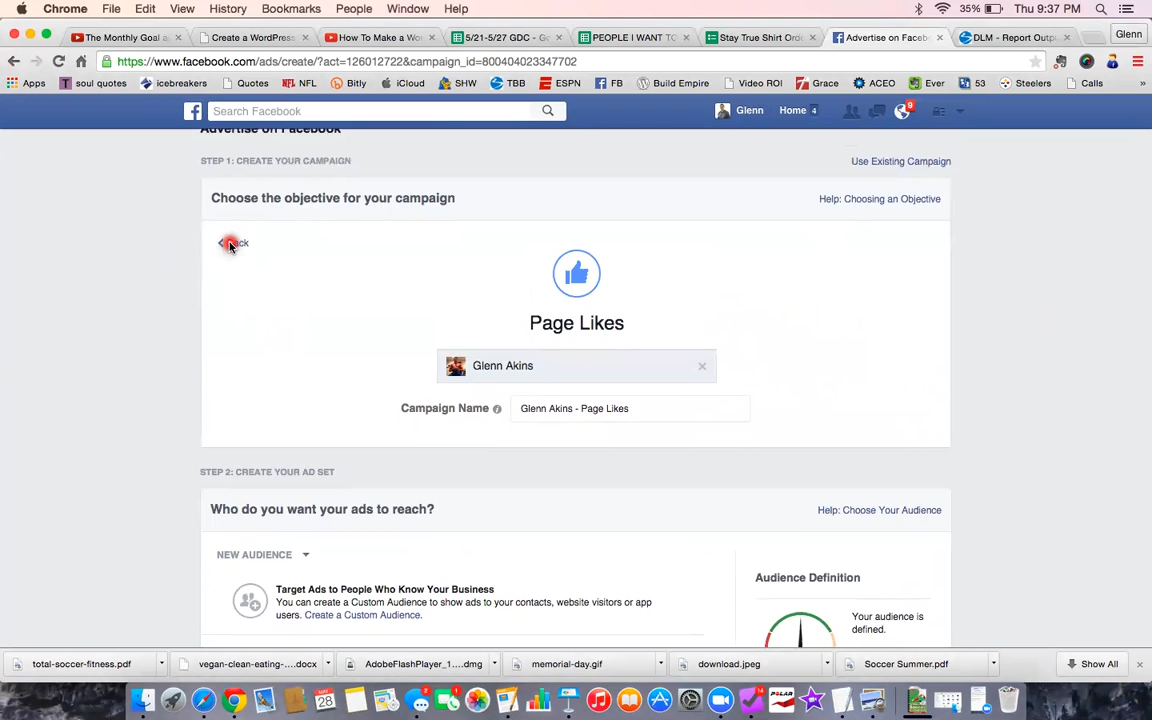 Chrome File Edit View History Bookmarks People Window Help 35% Thu 9:37 PM
The Monthly Goal Create a WordPress How To Make a Wo 5/21-5/27 GDC - G PEOPLE I WANT TO Stay True Shirt Ord Advertise on Facebo DLM - Report Outp Glenn
https://www.facebook.com/ads/create/?act=126012722&campaign_id=800404023347702
Apps soul quotes icebreakers Quotes NFL Bitly iCloud SHW TBB ESPN FB Build Empire Video ROI Grace ACEO Ever 53 Steelers Calls »
Search Facebook Glenn Home 4 9
Advertise on Facebook
STEP 1: CREATE YOUR CAMPAIGN Use Existing Campaign
Choose the objective for your campaign Help: Choosing an Objective
Page Likes
Glenn Akins
Campaign Name Glenn Akins - Page Likes
STEP 2: CREATE YOUR AD SET
Who do you want your ads to reach? Help: Choose Your Audience
NEW AUDIENCE
Target Ads to People Who Know Your Business
You can create a Custom Audience to show ads to your contacts, website visitors or app
users. Create a Custom Audience.
Audience Definition
Your audience is
defined.
total-soccer-fitness.pdf vegan-clean-eating-....docx AdobeFlashPlayer_1....dmg memorial-day.gif download.jpeg Soccer Summer.pdf Show All
28